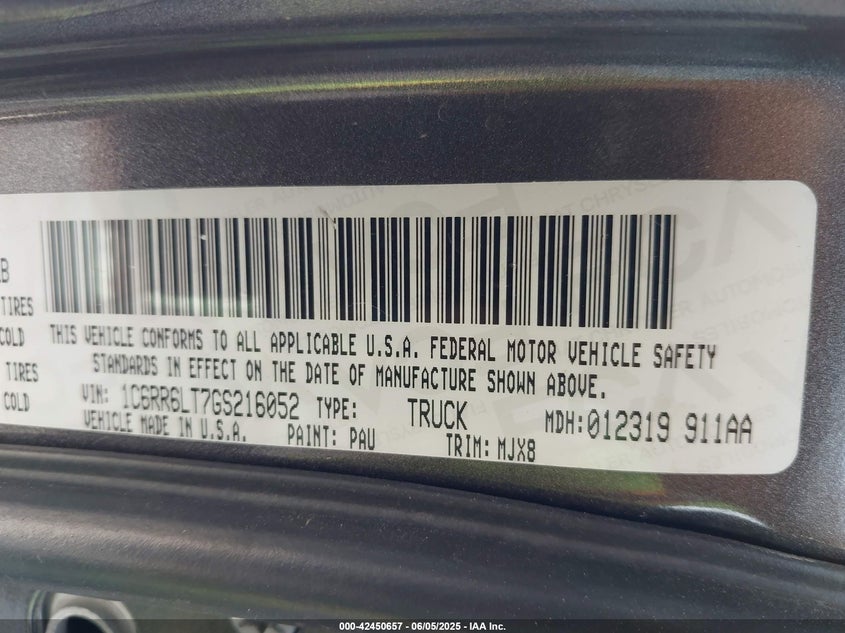 B
TIRES
COLD
TIRES
COLD
THIS VEHICLE CONFORMS TO ALL APPLICABLE U.S.A. FEDERAL MOTOR VEHICLE SAFETY
STANDARDS IN EFFECT ON THE DATE OF MANUFACTURE SHOWN ABOVE.
VIN: 1C6RR6LT7GS216052 TYPE: TRUCK MDH:012319 911AA
VEHICLE MADE IN U.S.A. PAINT: PAU TRIM: MJX8
000-42450657 - 06/05/2025 - IAA Inc.